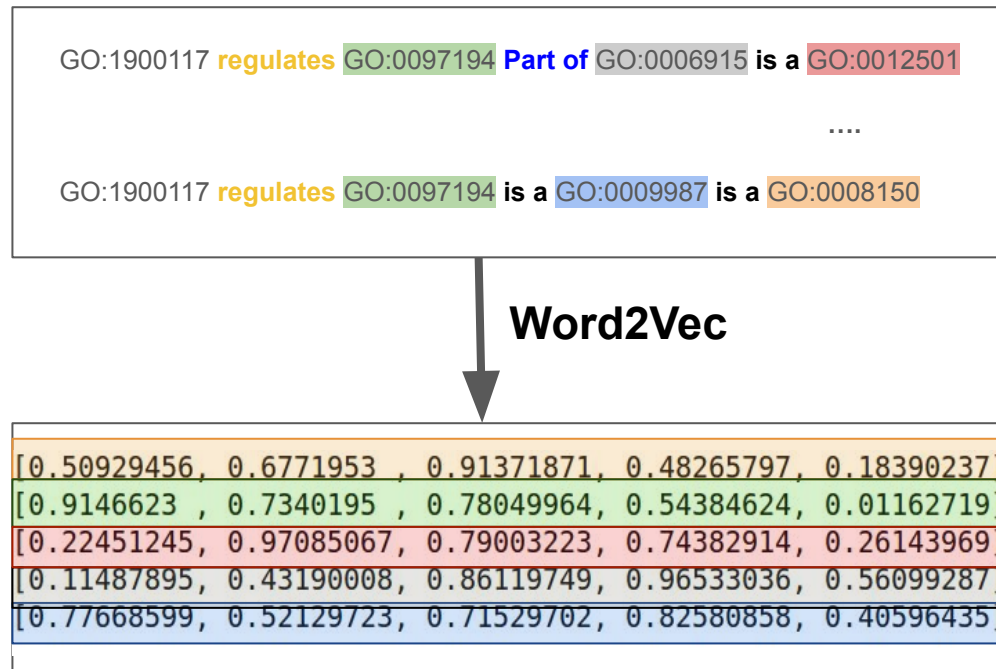 GO:1900117 regulates GO:0097194 Part of GO:0006915 is a GO:0012501
....
GO:1900117 regulates GO:0097194 is a GO:0009987 is a GO:0008150
Word2Vec
[0.50929456, 0.6771953 , 0.91371871, 0.48265797, 0.18390237]
[0.9146623 , 0.7340195 , 0.78049964, 0.54384624, 0.01162719]
[0.22451245, 0.97085067, 0.79003223, 0.74382914, 0.26143969]
[0.11487895, 0.43190008, 0.86119749, 0.96533036, 0.56099287]
[0.77668599, 0.52129723, 0.71529702, 0.82580858, 0.40596435]